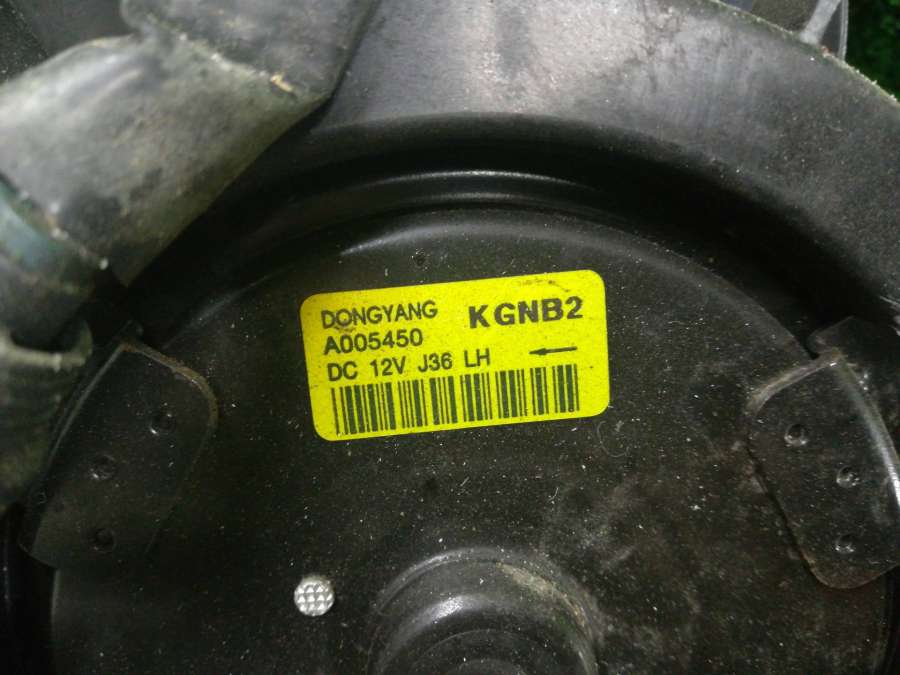 DONGYANG KGNB2
A005450
DC 12V J36 LH ←